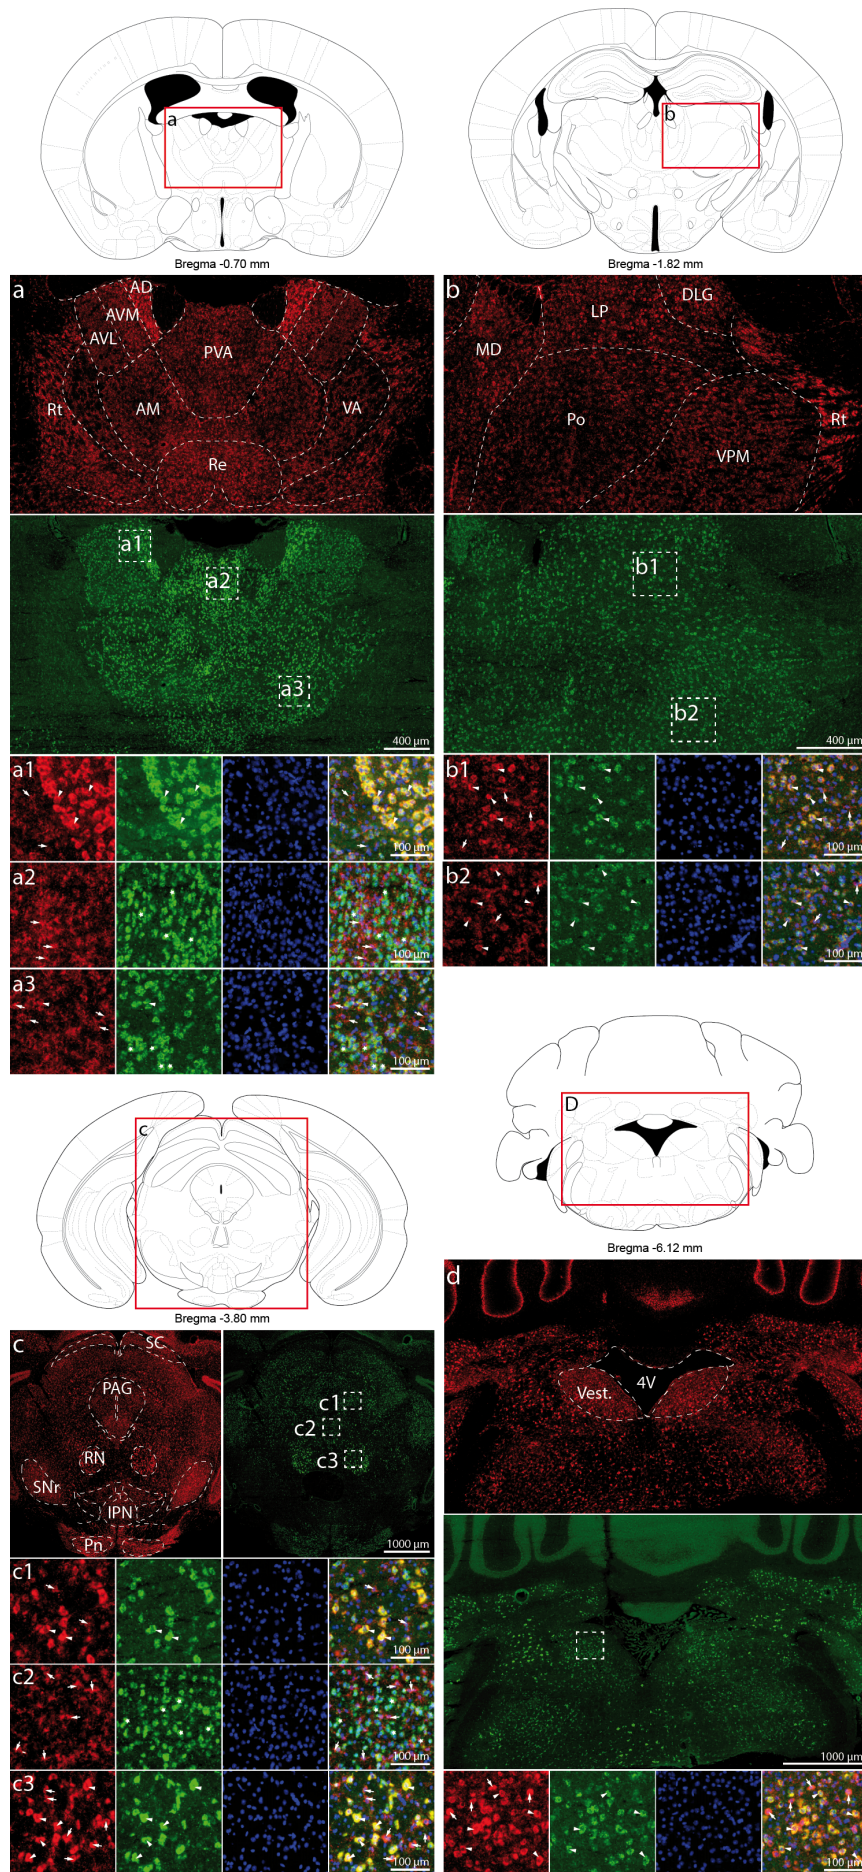 a
Bregma -0.70 mm
b
Bregma -1.82 mm
a
AD
AVM
AVL
PVA
Rt
AM
VA
Re
b
DLG
LP
MD
Po
Rt
VPM
a1
a2
a3
400 µm
b1
b2
400 µm
a1
100 µm
a2
100 µm
a3
100 µm
b1
100 µm
b2
100 µm
c
Bregma -3.80 mm
D
Bregma -6.12 mm
c
SC
PAG
RN
SNr
IPN
Pn
c1
c2
c3
1000 µm
c1
100 µm
c2
100 µm
c3
100 µm
d
4V
Vest.
1000 µm
100 µm